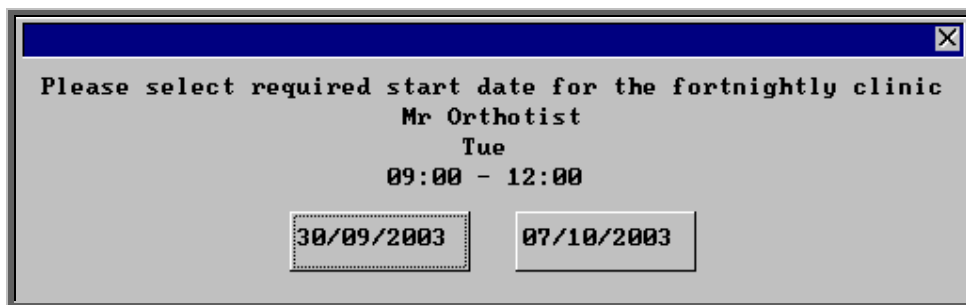 Please select required start date for the fortnightly clinic
Mr Orthotist
Tue
09:00 - 12:00
30/09/2003 07/10/2003